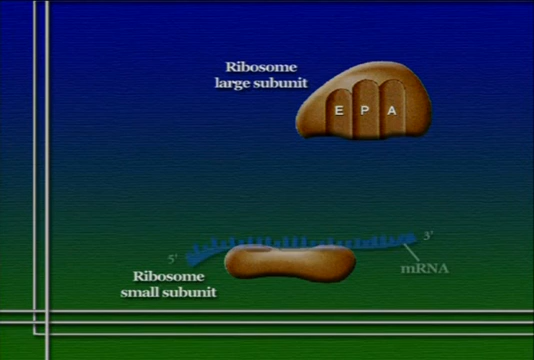 Ribosome
large subunit
E P A
3'
5'
mRNA
Ribosome
small subunit